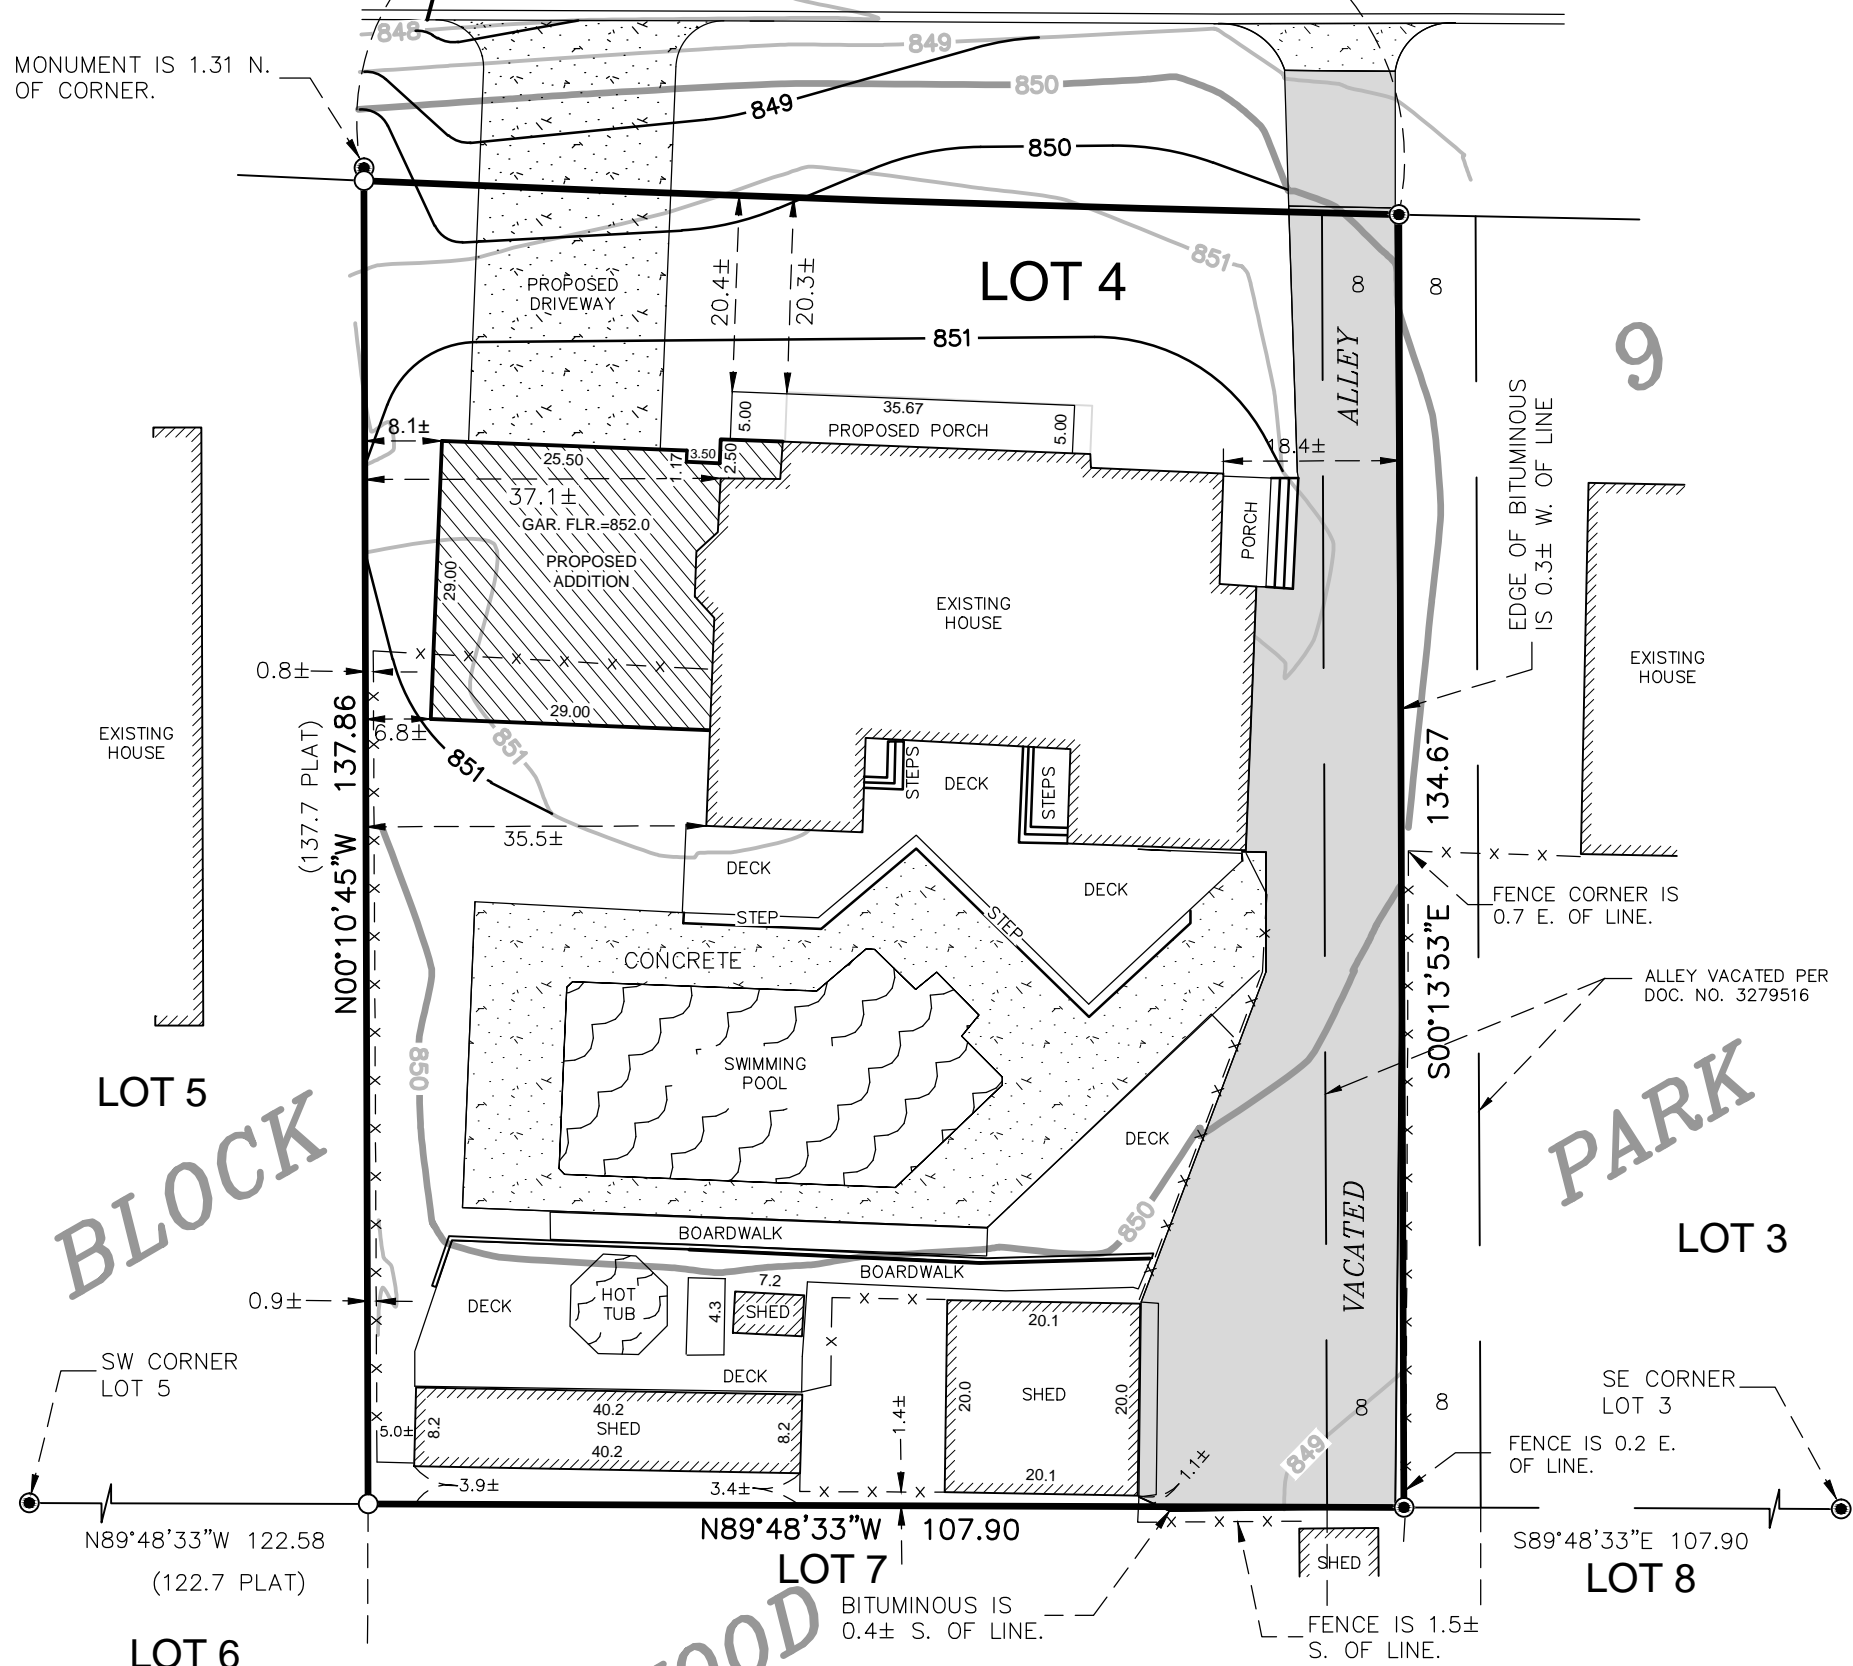 848
849
850
MONUMENT IS 1.31 N.
OF CORNER.
849
850
851
LOT 4
PROPOSED
DRIVEWAY
20.4±
20.3±
8
8
ALLEY
9
851
EDGE OF BITUMINOUS
IS 0.3± W. OF LINE
8.1±
5.00
35.67
PROPOSED PORCH
5.00
18.4±
25.50
1.17
3.50
2.50
37.1±
GAR. FLR.=852.0
PROPOSED
ADDITION
29.00
29.00
PORCH
EXISTING
HOUSE
EXISTING
HOUSE
EXISTING
HOUSE
0.8±
6.8±
851
851
N00°10'45"W 137.86
(137.7 PLAT)
STEPS
DECK
STEPS
35.5±
DECK
DECK
STEP
STEP
S00°13'53"E 134.67
FENCE CORNER IS
0.7 E. OF LINE.
CONCRETE
ALLEY VACATED PER
DOC. NO. 3279516
850
SWIMMING
POOL
LOT 5
BLOCK
PARK
DECK
850
VACATED
LOT 3
BOARDWALK
BOARDWALK
0.9±
DECK
HOT
TUB
4.3
7.2
SHED
DECK
20.1
SHED
20.0
20.0
20.1
SW CORNER
LOT 5
SE CORNER
LOT 3
5.0±
8.2
40.2
SHED
40.2
8.2
1.4±
8
8
849
1.1±
FENCE IS 0.2 E.
OF LINE.
3.9±
3.4±
N89°48'33"W 122.58
(122.7 PLAT)
N89°48'33"W 107.90
LOT 7
S89°48'33"E 107.90
SHED
LOT 8
BITUMINOUS IS
0.4± S. OF LINE.
FENCE IS 1.5±
S. OF LINE.
LOT 6
OOD